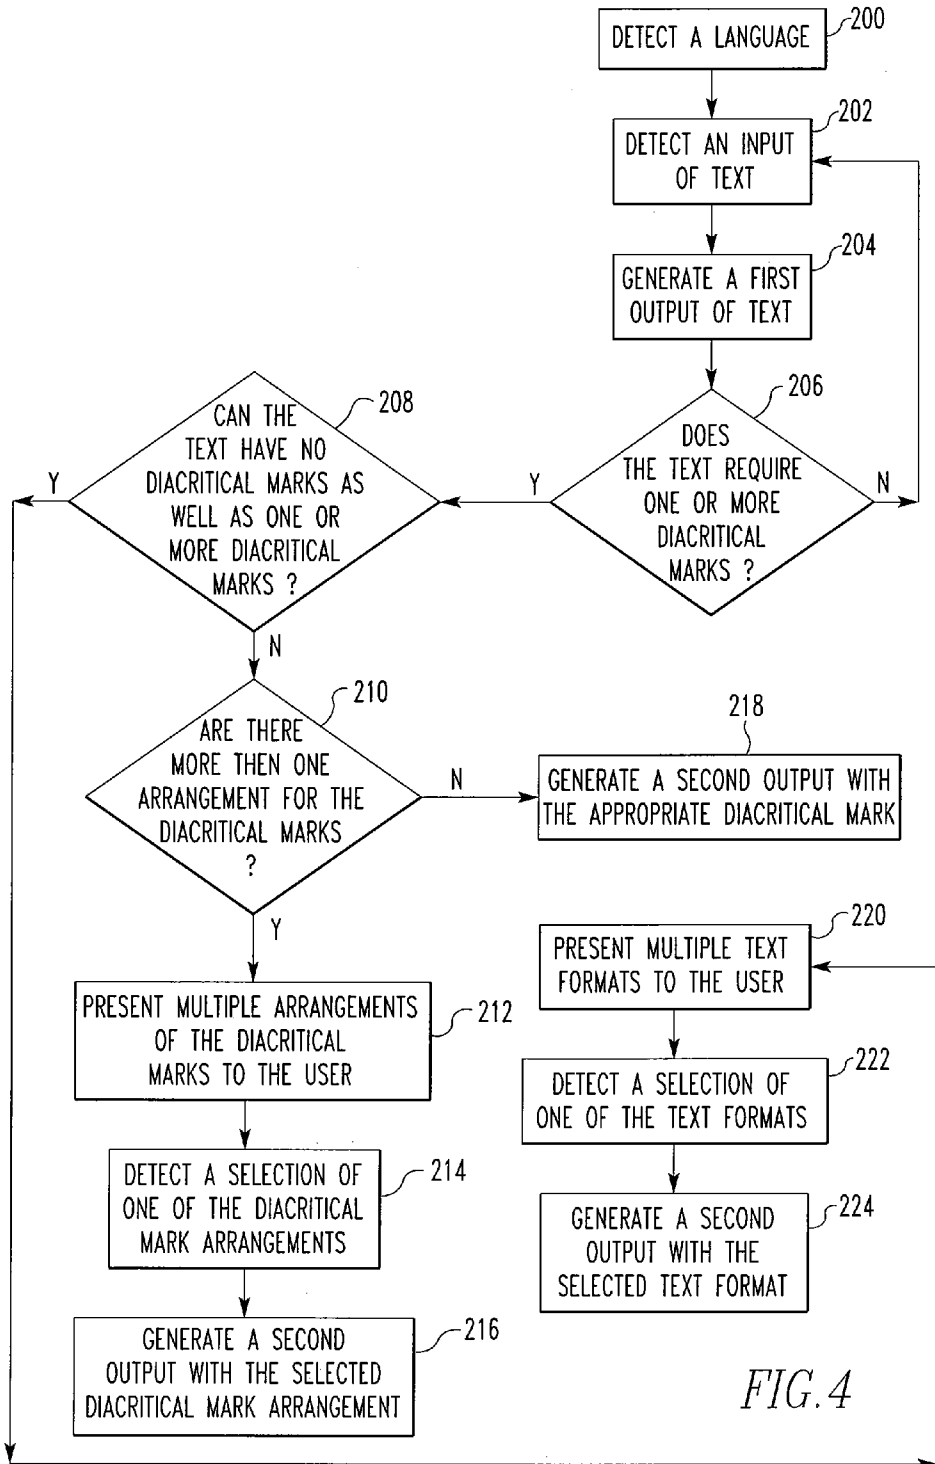 200
DETECT A LANGUAGE
202
DETECT AN INPUT
OF TEXT
204
GENERATE A FIRST
OUTPUT OF TEXT
206
DOES
THE TEXT REQUIRE
ONE OR MORE
DIACRITICAL
MARKS ?
N
Y
208
CAN THE
TEXT HAVE NO
DIACRITICAL MARKS AS
WELL AS ONE OR
MORE DIACRITICAL
MARKS ?
Y
N
210
ARE THERE
MORE THEN ONE
ARRANGEMENT FOR THE
DIACRITICAL MARKS
?
N
Y
218
GENERATE A SECOND OUTPUT WITH
THE APPROPRIATE DIACRITICAL MARK
212
PRESENT MULTIPLE ARRANGEMENTS
OF THE DIACRITICAL
MARKS TO THE USER
214
DETECT A SELECTION OF
ONE OF THE DIACRITICAL
MARK ARRANGEMENTS
216
GENERATE A SECOND
OUTPUT WITH THE SELECTED
DIACRITICAL MARK ARRANGEMENT
220
PRESENT MULTIPLE TEXT
FORMATS TO THE USER
222
DETECT A SELECTION OF
ONE OF THE TEXT FORMATS
224
GENERATE A SECOND
OUTPUT WITH THE
SELECTED TEXT FORMAT
FIG.4